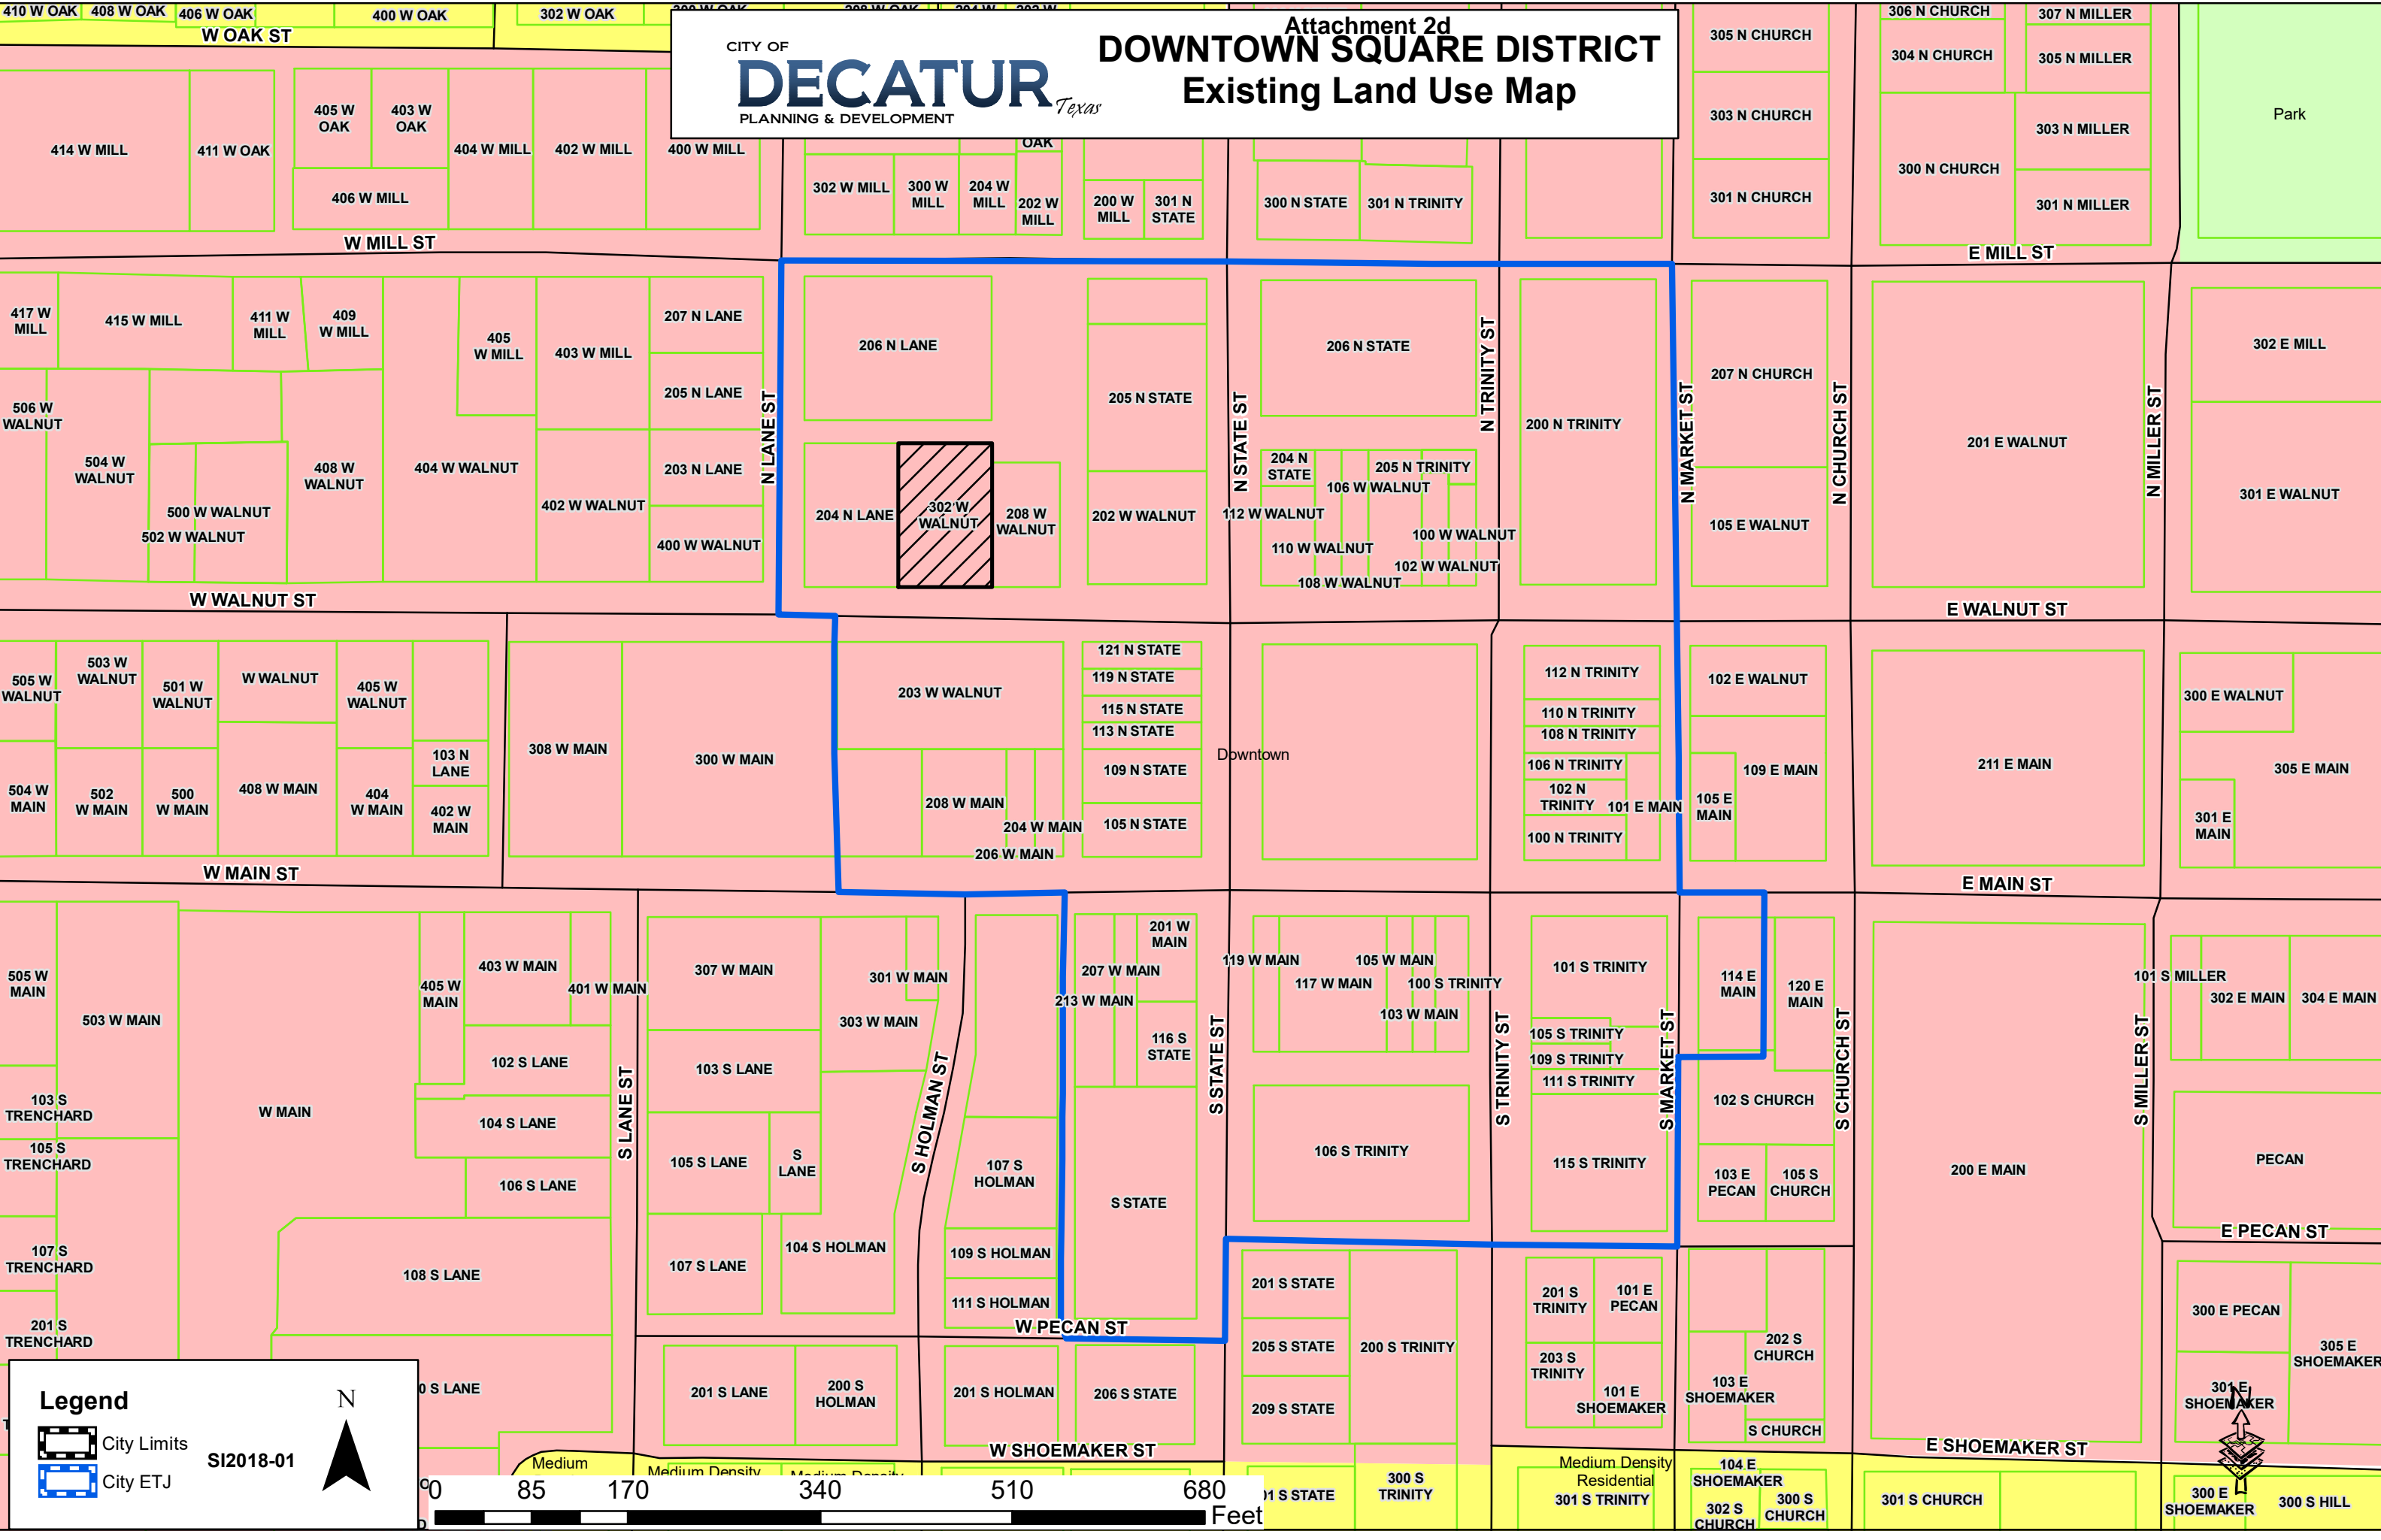 410 W OAK
408 W OAK
406 W OAK
400 W OAK
302 W OAK
W OAK ST
Attachment 2d
DOWNTOWN SQUARE DISTRICT
Existing Land Use Map
CITY OF
DECATUR
Texas
PLANNING & DEVELOPMENT
305 N CHURCH
306 N CHURCH
307 N MILLER
304 N CHURCH
305 N MILLER
Park
414 W MILL
411 W OAK
405 W
OAK
403 W
OAK
404 W MILL
402 W MILL
400 W MILL
406 W MILL
OAK
302 W MILL
300 W
MILL
204 W
MILL
202 W
MILL
200 W
MILL
301 N
STATE
300 N STATE
301 N TRINITY
303 N CHURCH
301 N CHURCH
300 N CHURCH
303 N MILLER
301 N MILLER
W MILL ST
E MILL ST
417 W
MILL
415 W MILL
411 W
MILL
409
W MILL
405
W MILL
403 W MILL
207 N LANE
205 N LANE
203 N LANE
400 W WALNUT
506 W
WALNUT
504 W
WALNUT
500 W WALNUT
502 W WALNUT
408 W
WALNUT
404 W WALNUT
402 W WALNUT
N LANE ST
206 N LANE
204 N LANE
302 W
WALNUT
208 W
WALNUT
205 N STATE
202 W WALNUT
N STATE ST
206 N STATE
204 N
STATE
205 N TRINITY
106 W WALNUT
112 W WALNUT
100 W WALNUT
110 W WALNUT
102 W WALNUT
108 W WALNUT
N TRINITY ST
200 N TRINITY
N MARKET ST
207 N CHURCH
105 E WALNUT
N CHURCH ST
201 E WALNUT
N MILLER ST
302 E MILL
301 E WALNUT
W WALNUT ST
E WALNUT ST
505 W
WALNUT
503 W
WALNUT
501 W
WALNUT
W WALNUT
405 W
WALNUT
103 N
LANE
402 W
MAIN
504 W
MAIN
502
W MAIN
500
W MAIN
408 W MAIN
404
W MAIN
308 W MAIN
300 W MAIN
203 W WALNUT
208 W MAIN
204 W MAIN
206 W MAIN
121 N STATE
119 N STATE
115 N STATE
113 N STATE
109 N STATE
105 N STATE
Downtown
112 N TRINITY
110 N TRINITY
108 N TRINITY
106 N TRINITY
102 N
TRINITY
101 E MAIN
100 N TRINITY
102 E WALNUT
109 E MAIN
105 E
MAIN
211 E MAIN
300 E WALNUT
305 E MAIN
301 E
MAIN
W MAIN ST
E MAIN ST
505 W
MAIN
503 W MAIN
W MAIN
405 W
MAIN
403 W MAIN
401 W MAIN
102 S LANE
104 S LANE
106 S LANE
108 S LANE
103 S
TRENCHARD
105 S
TRENCHARD
107 S
TRENCHARD
201 S
TRENCHARD
S LANE ST
307 W MAIN
301 W MAIN
303 W MAIN
103 S LANE
105 S LANE
S
LANE
107 S LANE
104 S HOLMAN
S HOLMAN ST
107 S
HOLMAN
109 S HOLMAN
111 S HOLMAN
201 W
MAIN
207 W MAIN
213 W MAIN
116 S
STATE
S STATE
S STATE ST
119 W MAIN
117 W MAIN
105 W MAIN
100 S TRINITY
103 W MAIN
106 S TRINITY
S TRINITY ST
101 S TRINITY
105 S TRINITY
109 S TRINITY
111 S TRINITY
115 S TRINITY
S MARKET ST
114 E
MAIN
120 E
MAIN
102 S CHURCH
103 E
PECAN
105 S
CHURCH
S CHURCH ST
200 E MAIN
S MILLER ST
101 S MILLER
302 E MAIN
304 E MAIN
PECAN
E PECAN ST
W PECAN ST
201 S STATE
205 S STATE
209 S STATE
200 S TRINITY
201 S
TRINITY
101 E
PECAN
203 S
TRINITY
101 E
SHOEMAKER
202 S
CHURCH
103 E
SHOEMAKER
S CHURCH
300 E PECAN
305 E
SHOEMAKER
301 E
SHOEMAKER
N
201 S LANE
200 S
HOLMAN
201 S HOLMAN
206 S STATE
0 S LANE
W SHOEMAKER ST
E SHOEMAKER ST
Medium
Medium Density
Medium Density
Medium Density
Residential
01 S STATE
300 S
TRINITY
301 S TRINITY
104 E
SHOEMAKER
302 S
CHURCH
300 S
CHURCH
301 S CHURCH
300 E
SHOEMAKER
300 S HILL
Legend
City Limits
City ETJ
SI2018-01
N
0 85 170 340 510 680
Feet